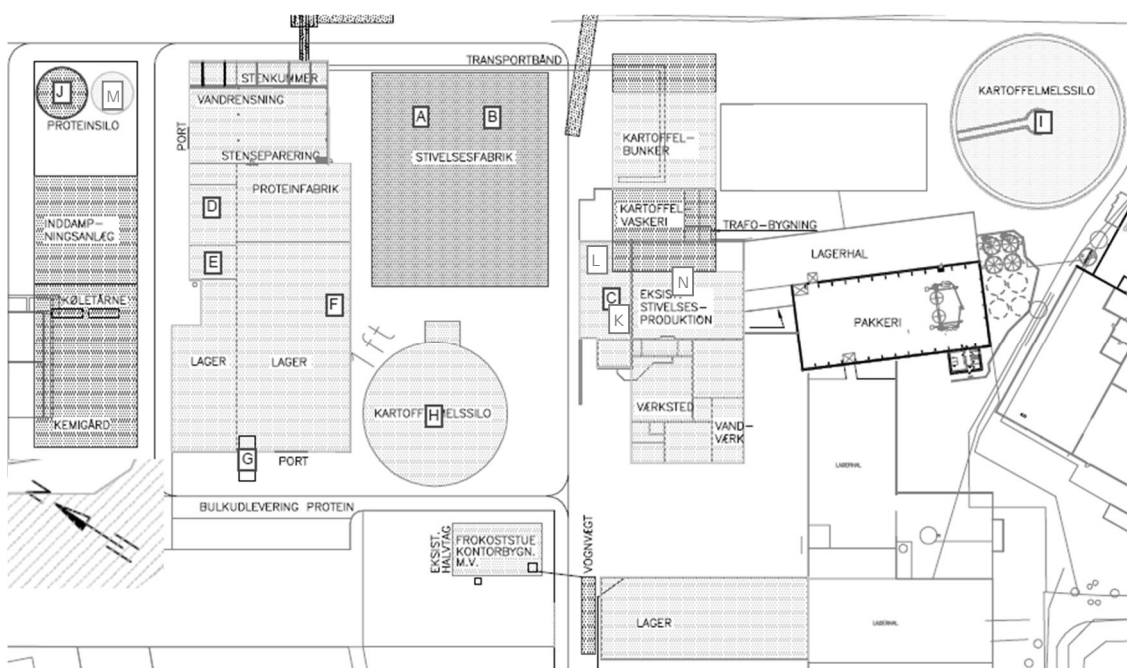 TRANSPORTBÅND
STENKUMMER
VANDRENSNING
PORT
STENSEPARERING
J
M
PROTEINSILO
A
B
STIVELSESFABRIK
KARTOFFEL-
BUNKER
KARTOFFELMELSSILO
I
PROTEINFABRIK
D
E
F
INDDAMP-
NINGSANLÆG
KØLETÅRNE
KEMIGÅRD
LAGER
LAGER
G
PORT
KARTOFFELMELSSILO
H
KARTOFFEL
VASKERI
TRAFO-BYGNING
L
N
C
K
EKSIST.
STIVELSES-
PRODUKTION
LAGERHAL
PAKKERI
VÆRKSTED
VAND-
VÆRK
LAGERHAL
N
BULKUDLEVERING PROTEIN
EKSIST.
HALVTAG
FROKOSTSTUE
KONTORBYGN.
M.V.
VOGNVÆGT
LAGER
LAGERHAL